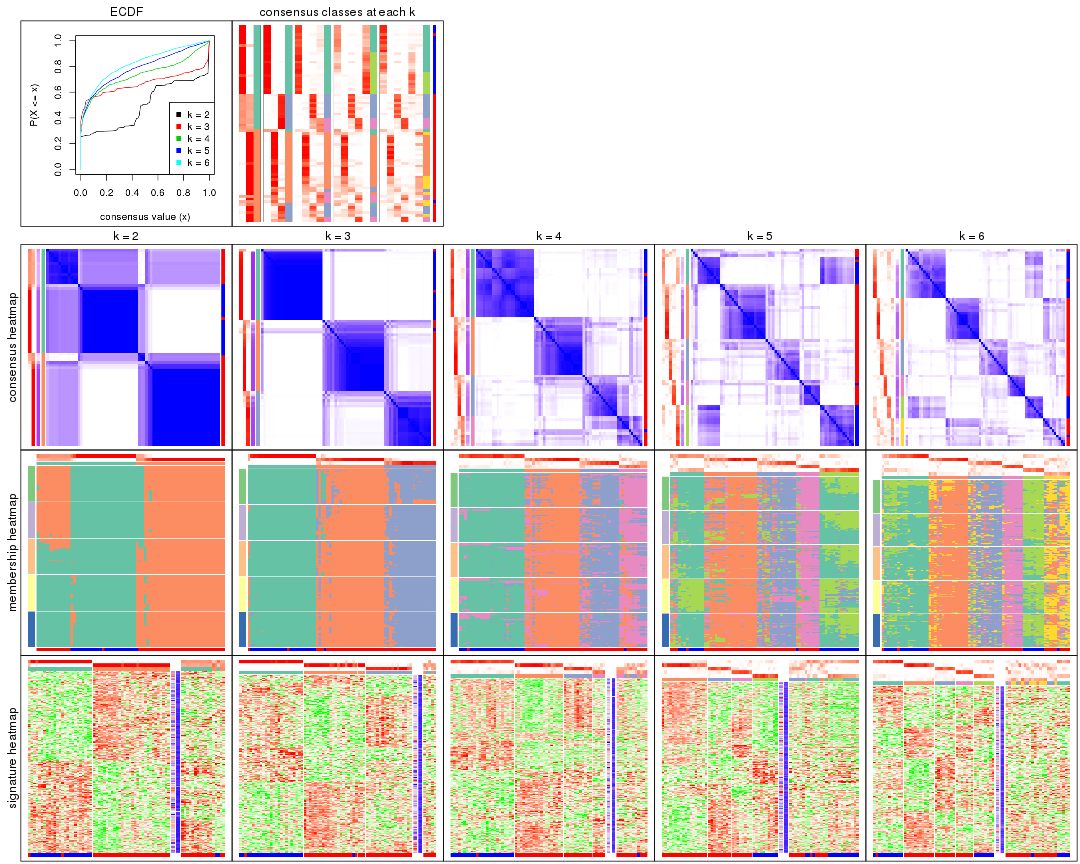 ECDF
consensus classes at each k
P(X <= x)
0.0 0.2 0.4 0.6 0.8 1.0
k = 2
k = 3
k = 4
k = 5
k = 6
0.0 0.2 0.4 0.6 0.8 1.0
consensus value (x)
k = 2
k = 3
k = 4
k = 5
k = 6
consensus heatmap
membership heatmap
signature heatmap